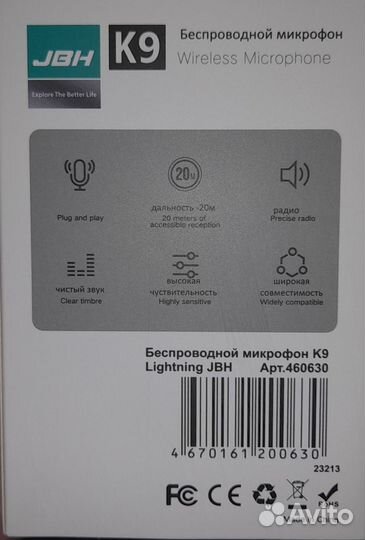 JBH
Explore The Better Life
K9
Беспроводной микрофон
Wireless Microphone
20м
Plug and play
дальность -20м
20 meters of
accessible reception
радио
Precise radio
чистый звук
Clear timbre
высокая
чуствительность
Highly sensitive
широкая
совместимость
Widely compatible
Беспроводной микрофон K9
Lightning JBH Арт.460630
4 670161 200630
23213
FC CE
RoHS
Avito